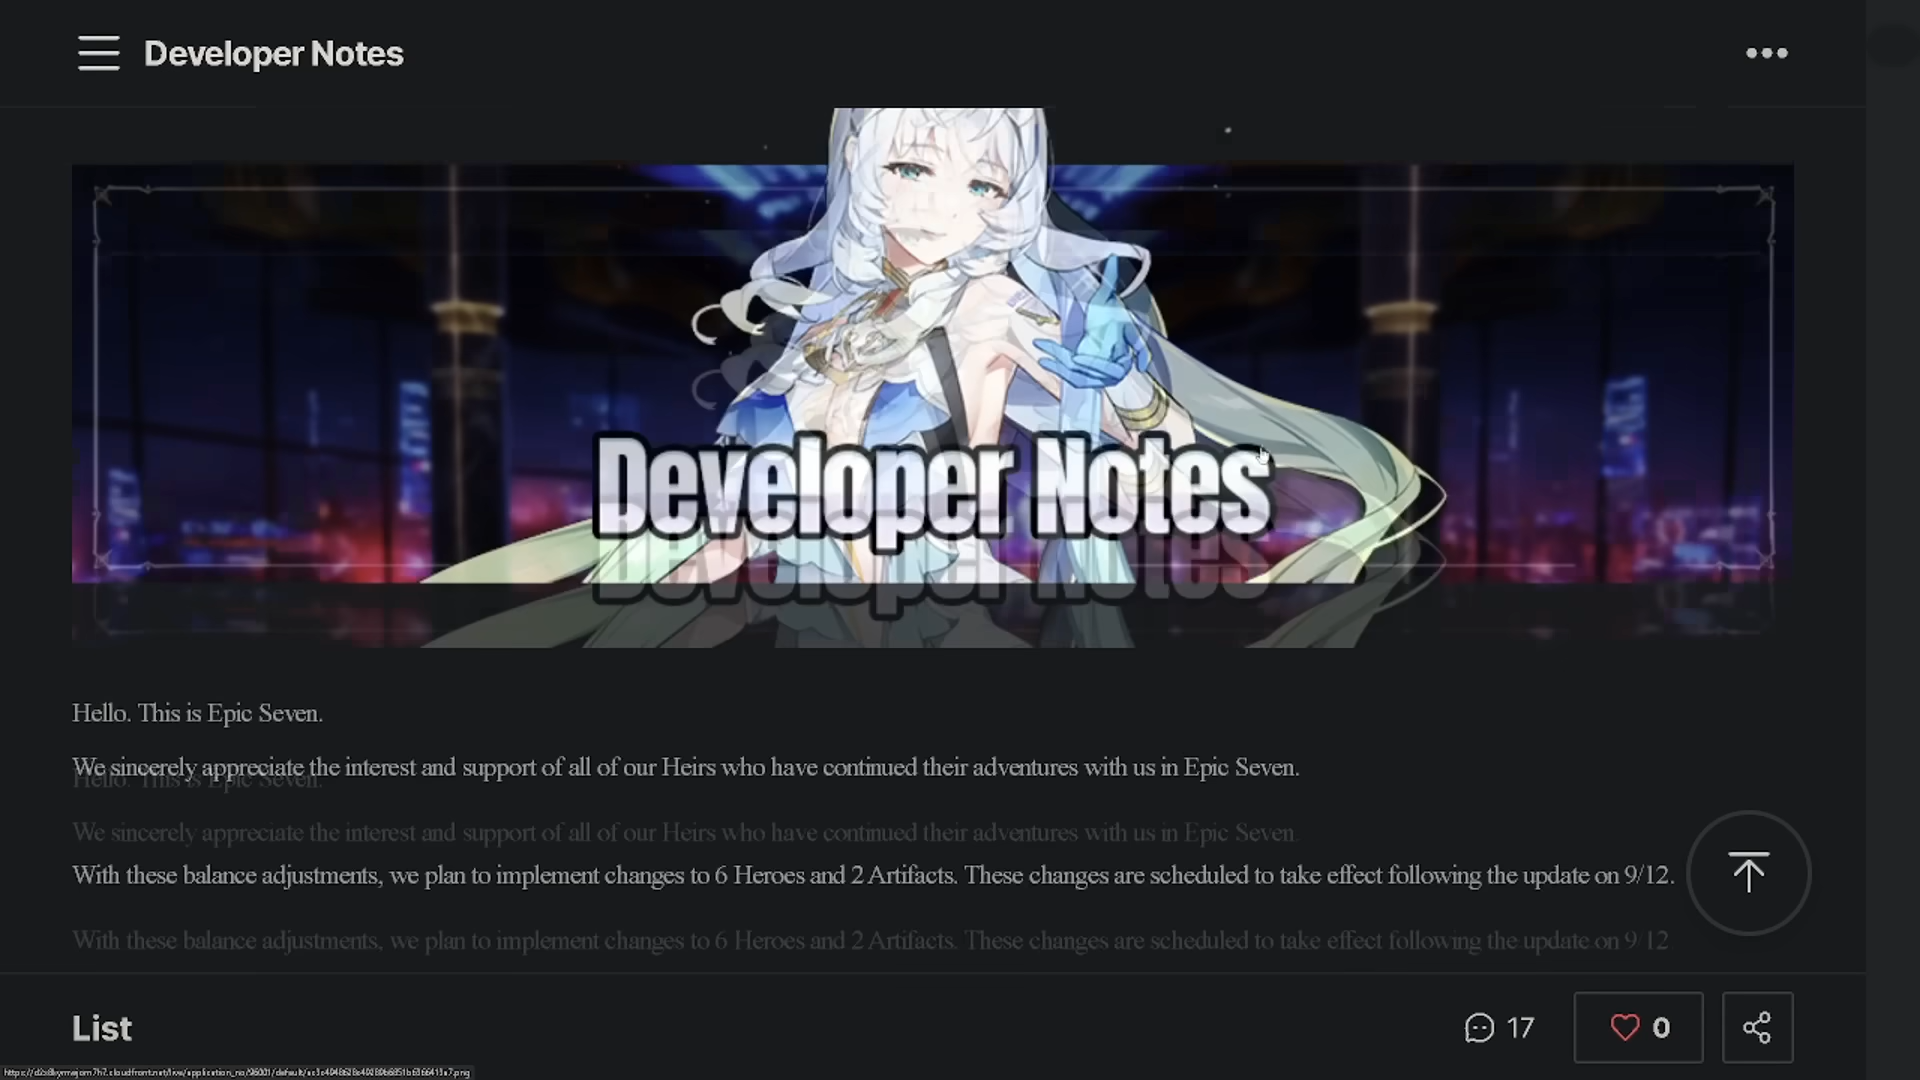 Developer Notes
Developer Notes
Developer Notes
Hello. This is Epic Seven.
We sincerely appreciate the interest and support of all of our Heirs who have continued their adventures with us in Epic Seven.
Hello. This is Epic Seven.
We sincerely appreciate the interest and support of all of our Heirs who have continued their adventures with us in Epic Seven.
With these balance adjustments, we plan to implement changes to 6 Heroes and 2 Artifacts. These changes are scheduled to take effect following the update on 9/12.
With these balance adjustments, we plan to implement changes to 6 Heroes and 2 Artifacts. These changes are scheduled to take effect following the update on 9/12
List
17
0